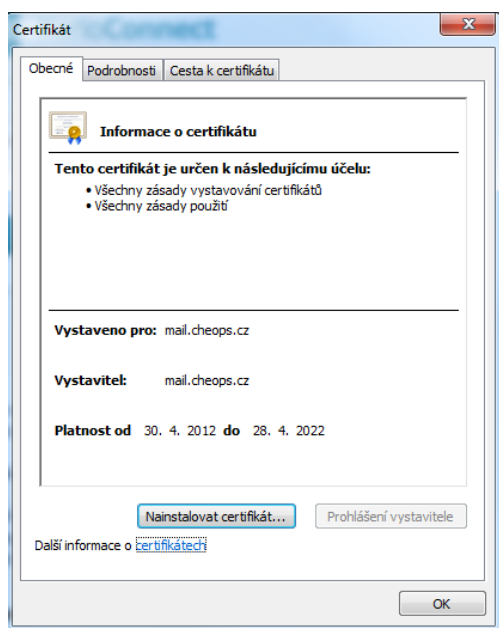 Certifikát
Connect
Obecné Podrobnosti Cesta k certifikátu
Informace o certifikátu
Tento certifikát je určen k následujícímu účelu:
• Všechny zásady vystavování certifikátů
• Všechny zásady použití
Vystaveno pro: mail.cheops.cz
Vystavitel: mail.cheops.cz
Platnost od 30. 4. 2012 do 28. 4. 2022
Nainstalovat certifikát... Prohlášení vystavitele
Další informace o certifikátech
OK